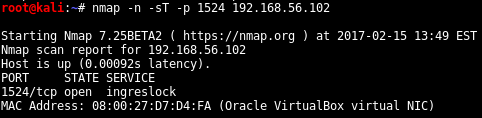 root@kali:~# nmap -n -sT -p 1524 192.168.56.102
Starting Nmap 7.25BETA2 ( https://nmap.org ) at 2017-02-15 13:49 EST
Nmap scan report for 192.168.56.102
Host is up (0.00092s latency).
PORT     STATE SERVICE
1524/tcp open  ingreslock
MAC Address: 08:00:27:D7:D4:FA (Oracle VirtualBox virtual NIC)